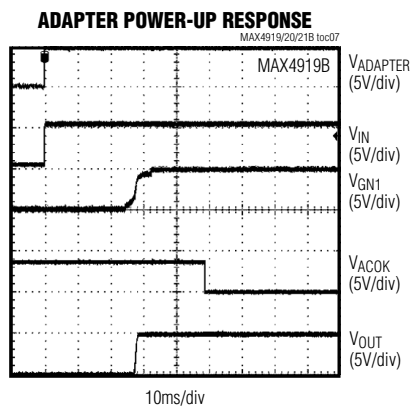 ADAPTER POWER-UP RESPONSE
MAX4919/20/21B toc07
MAX4919B
VADAPTER
(5V/div)
VIN
(5V/div)
VGN1
(5V/div)
VACOK
(5V/div)
VOUT
(5V/div)
10ms/div